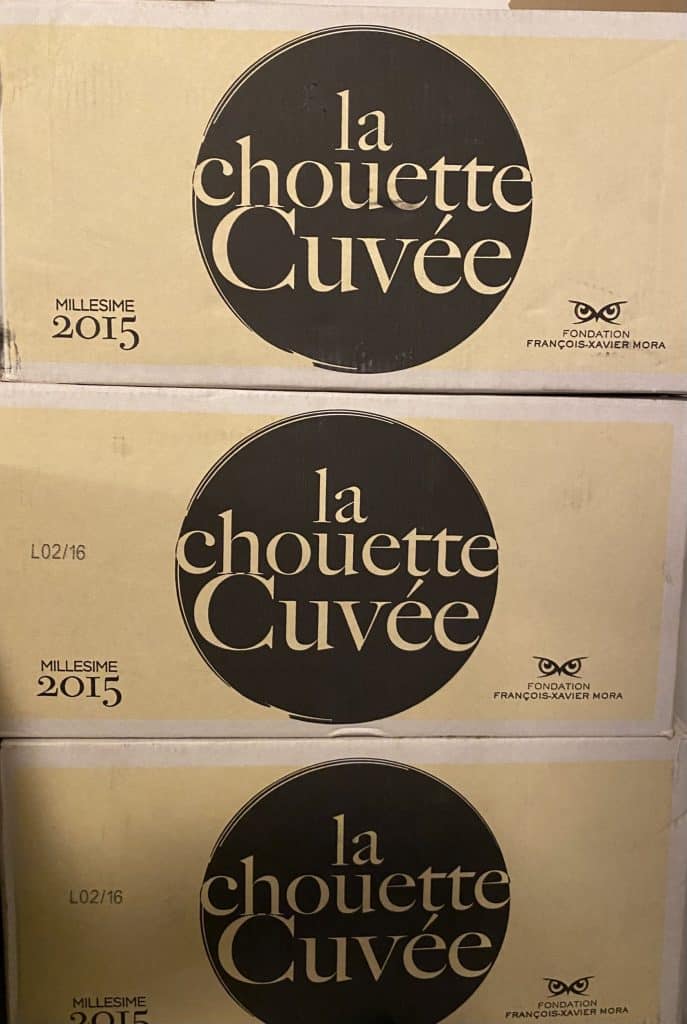 la
chouette
Cuvée
MILLESIME
2015
FONDATION
FRANÇOIS-XAVIER MORA
la
chouette
Cuvée
L02/16
MILLESIME
2015
FONDATION
FRANÇOIS-XAVIER MORA
la
chouette
Cuvée
L02/16
MILLESIME
2015
FONDATION
FRANÇOIS-XAVIER MORA